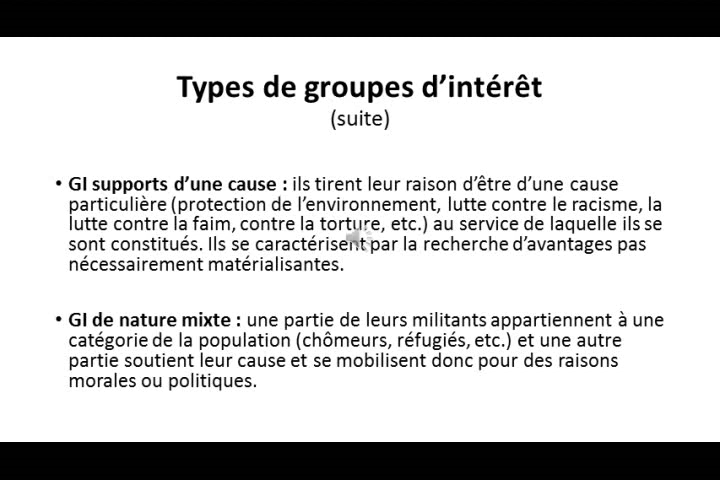 Types de groupes d’intérêt
(suite)
• GI supports d’une cause : ils tirent leur raison d’être d’une cause
particulière (protection de l’environnement, lutte contre le racisme, la
lutte contre la faim, contre la torture, etc.) au service de laquelle ils se
sont constitués. Ils se caractérisent par la recherche d’avantages pas
nécessairement matérialisantes.
• GI de nature mixte : une partie de leurs militants appartiennent à une
catégorie de la population (chômeurs, réfugiés, etc.) et une autre
partie soutient leur cause et se mobilisent donc pour des raisons
morales ou politiques.